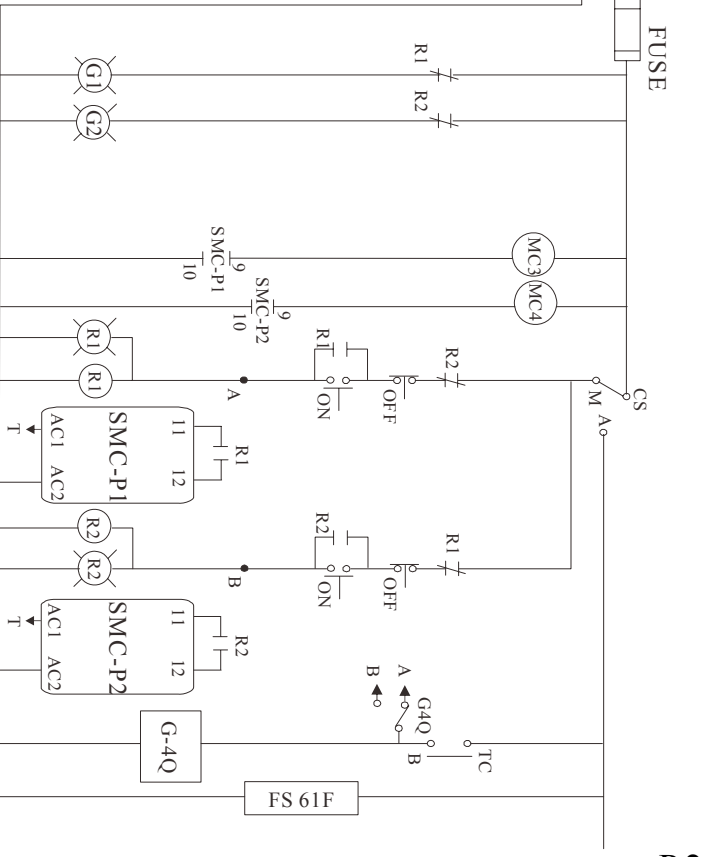 FUSE
R1
G1
R2
G2
MC3
SMC-P1
9
10
MC4
SMC-P2
9
10
R1
CS
R1
R2
M
A
R1
A
ON
OFF
AC1
SMC-P1
11
R1
T
AC2
12
R2
R2
R1
R2
B
ON
OFF
AC1
SMC-P2
11
R2
T
AC2
12
A
B
G4Q
G-4Q
B
TC
FS 61F